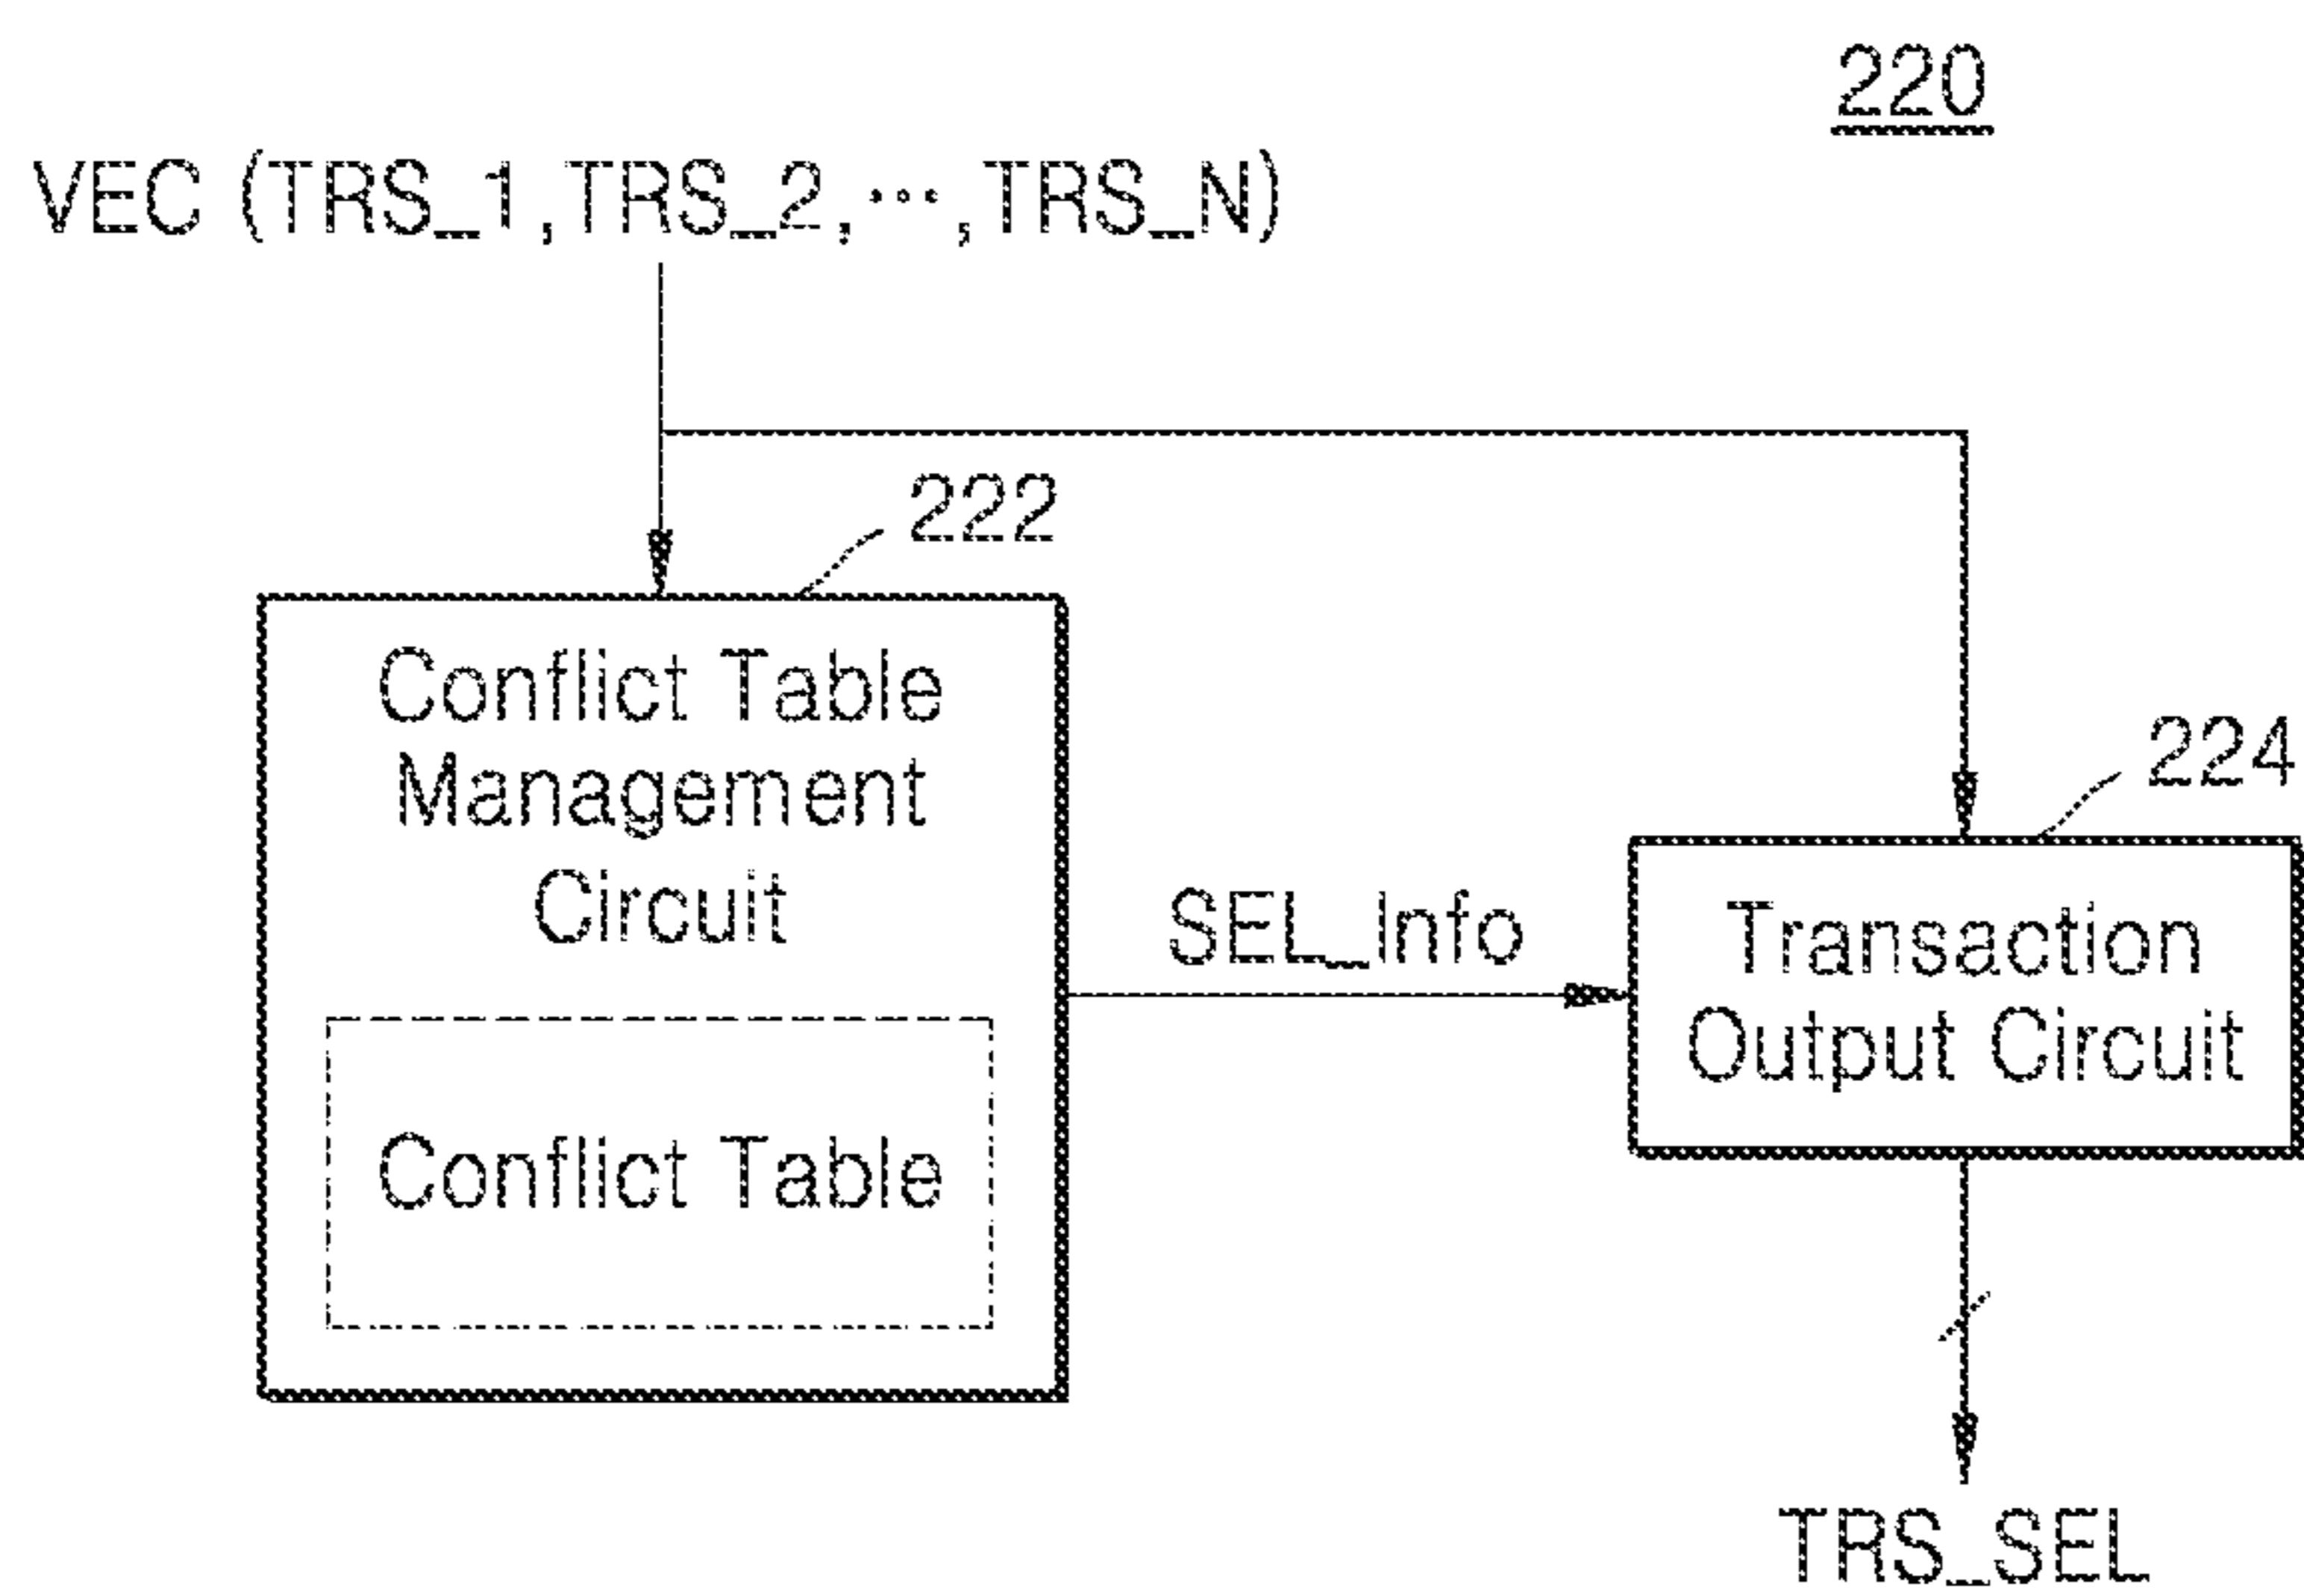 220
VEC (TRS_1,TRS_2,···,TRS_N)
222
Conflict Table
Management
Circuit
Conflict Table
SEL_Info
224
Transaction
Output Circuit
TRS_SEL